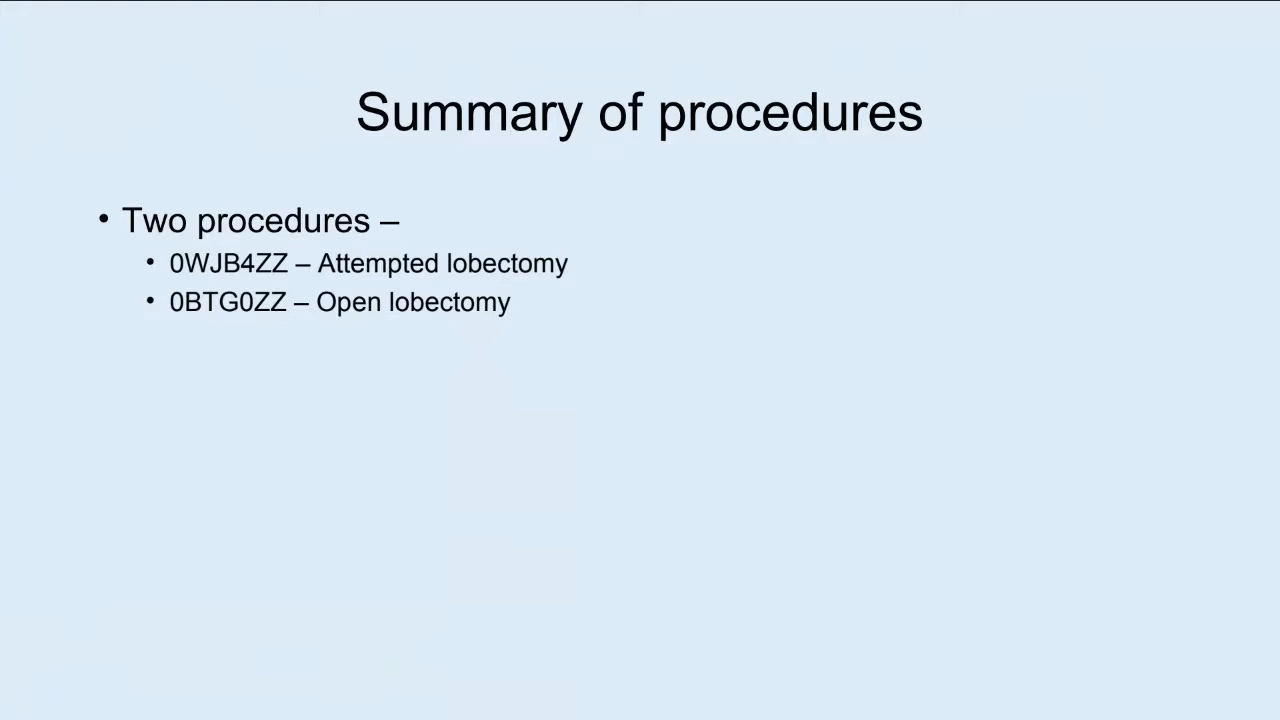 Summary of procedures
• Two procedures –
• 0WJB4ZZ – Attempted lobectomy
• 0BTG0ZZ – Open lobectomy